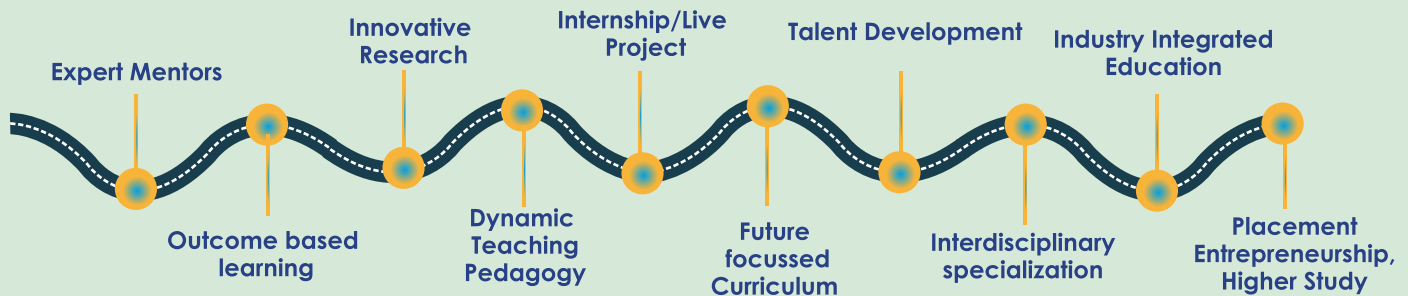 Expert Mentors
Outcome based
learning
Innovative
Research
Dynamic
Teaching
Pedagogy
Internship/Live
Project
Future
focussed
Curriculum
Talent Development
Interdisciplinary
specialization
Industry Integrated
Education
Placement
Entrepreneurship,
Higher Study